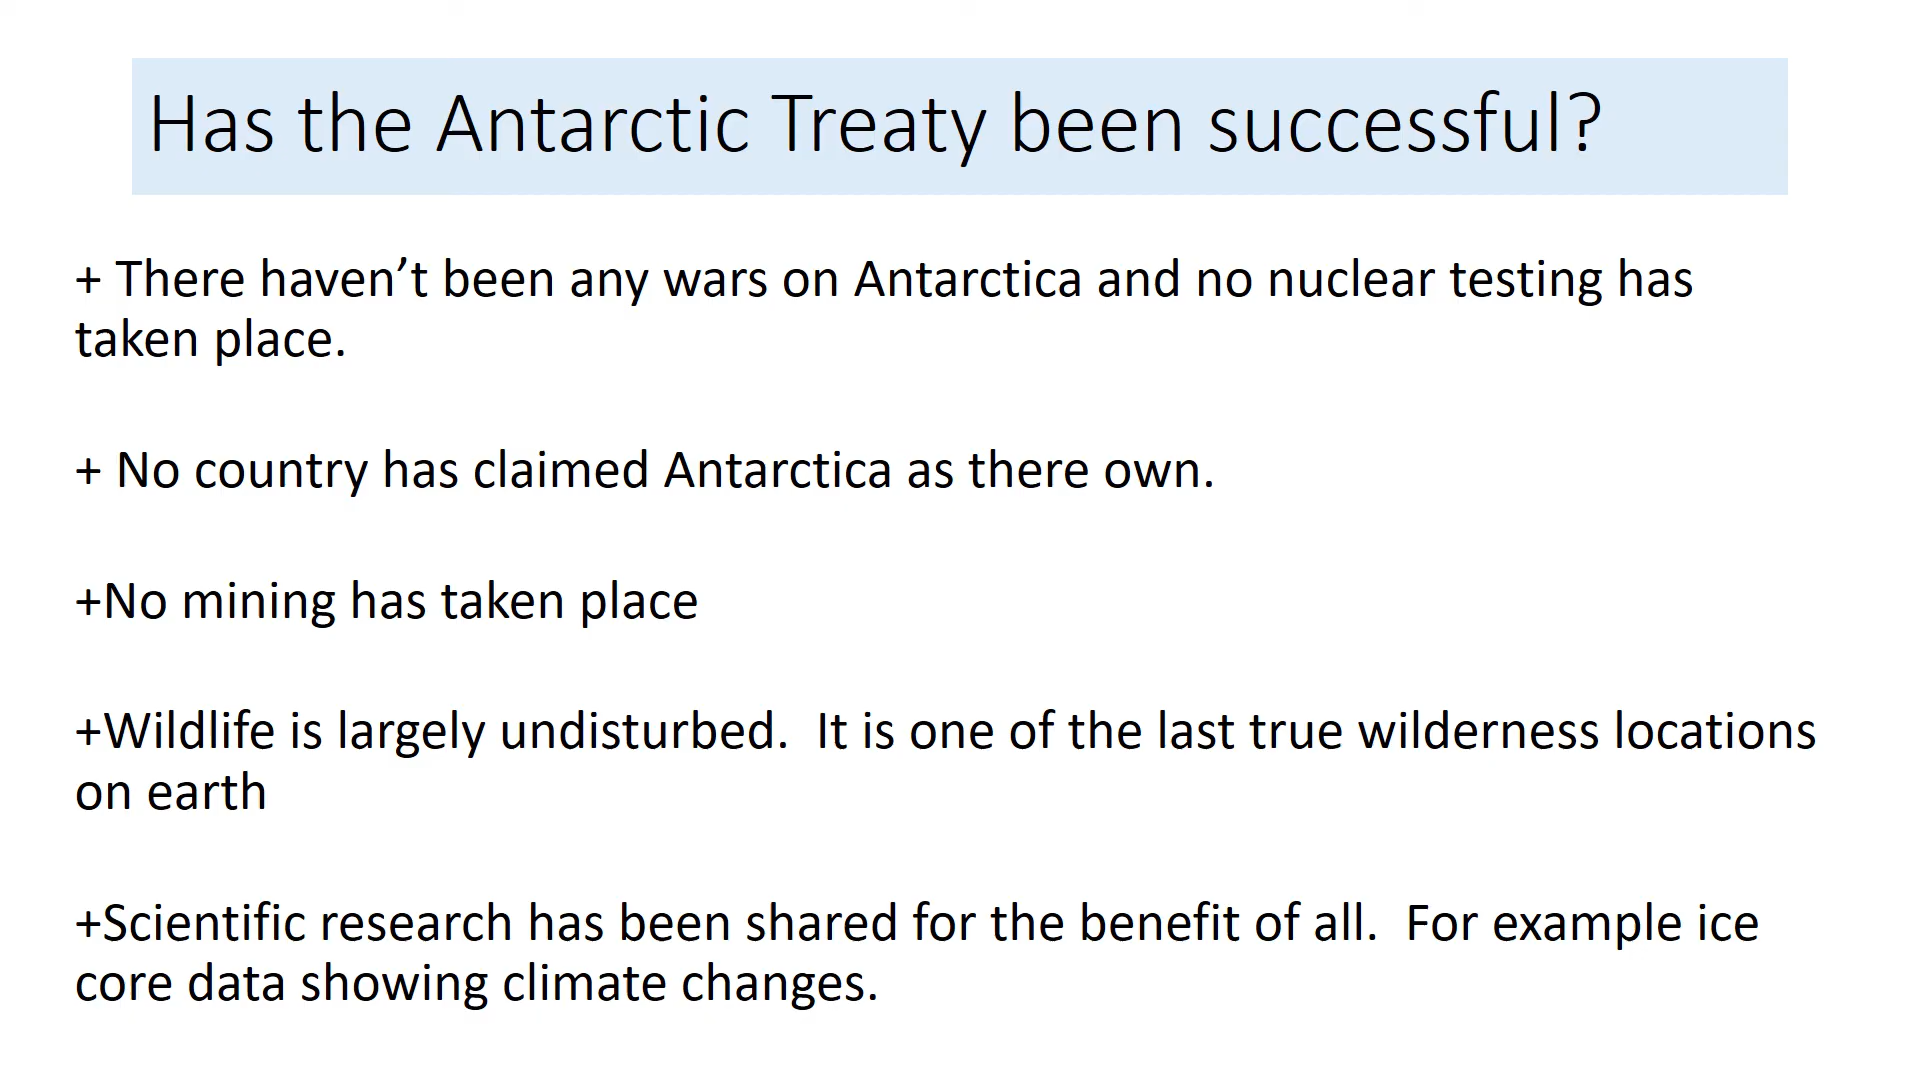 Has the Antarctic Treaty been successful?
+ There haven’t been any wars on Antarctica and no nuclear testing has
taken place.
+ No country has claimed Antarctica as there own.
+No mining has taken place
+Wildlife is largely undisturbed.  It is one of the last true wilderness locations
on earth
+Scientific research has been shared for the benefit of all.  For example ice
core data showing climate changes.